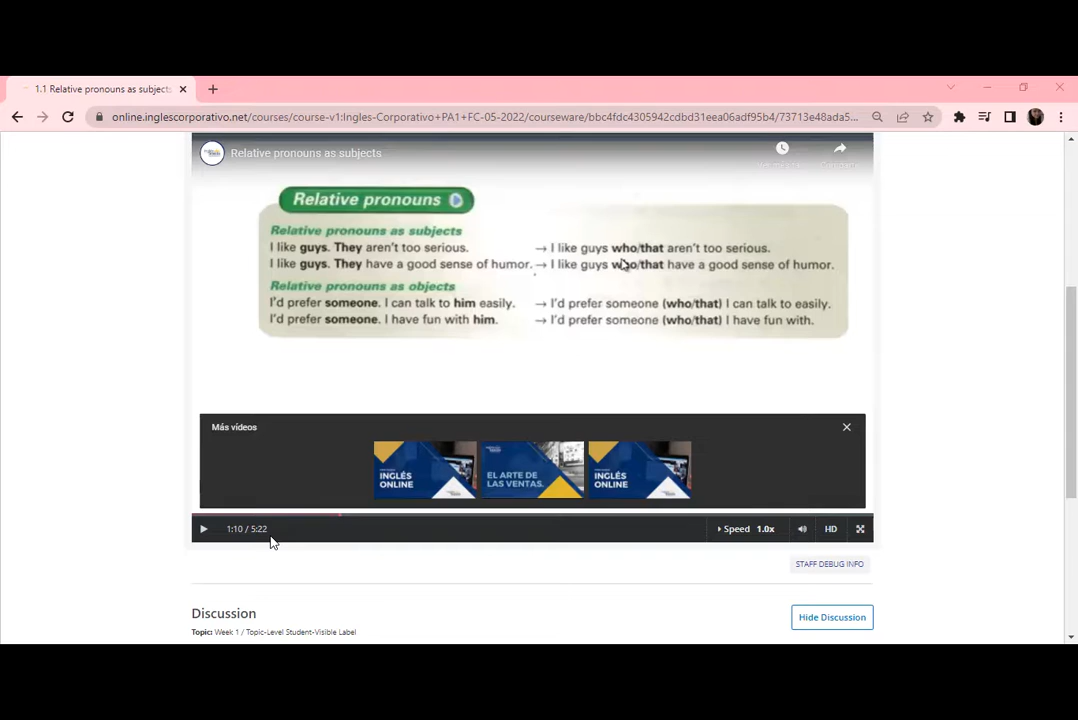 1.1 Relative pronouns as subjects
online.inglescorporativo.net/courses/course-v1:Ingles-Corporativo+PA1+FC-05-2022/courseware/bbc4fdc4305942cdbd31eea06adf95b4/73713e48ada5...
Relative pronouns as subjects
Relative pronouns
Relative pronouns as subjects
I like guys. They aren't too serious. → I like guys who/that aren't too serious.
I like guys. They have a good sense of humor. → I like guys who/that have a good sense of humor.
Relative pronouns as objects
I'd prefer someone. I can talk to him easily. → I'd prefer someone (who/that) I can talk to easily.
I'd prefer someone. I have fun with him. → I'd prefer someone (who/that) I have fun with.
Más vídeos
INGLÉS
ONLINE
EL ARTE DE
LAS VENTAS.
INGLÉS
ONLINE
1:10 / 5:22
Speed 1.0x
HD
STAFF DEBUG INFO
Discussion
Hide Discussion
Topic: Week 1 / Topic-Level Student-Visible Label